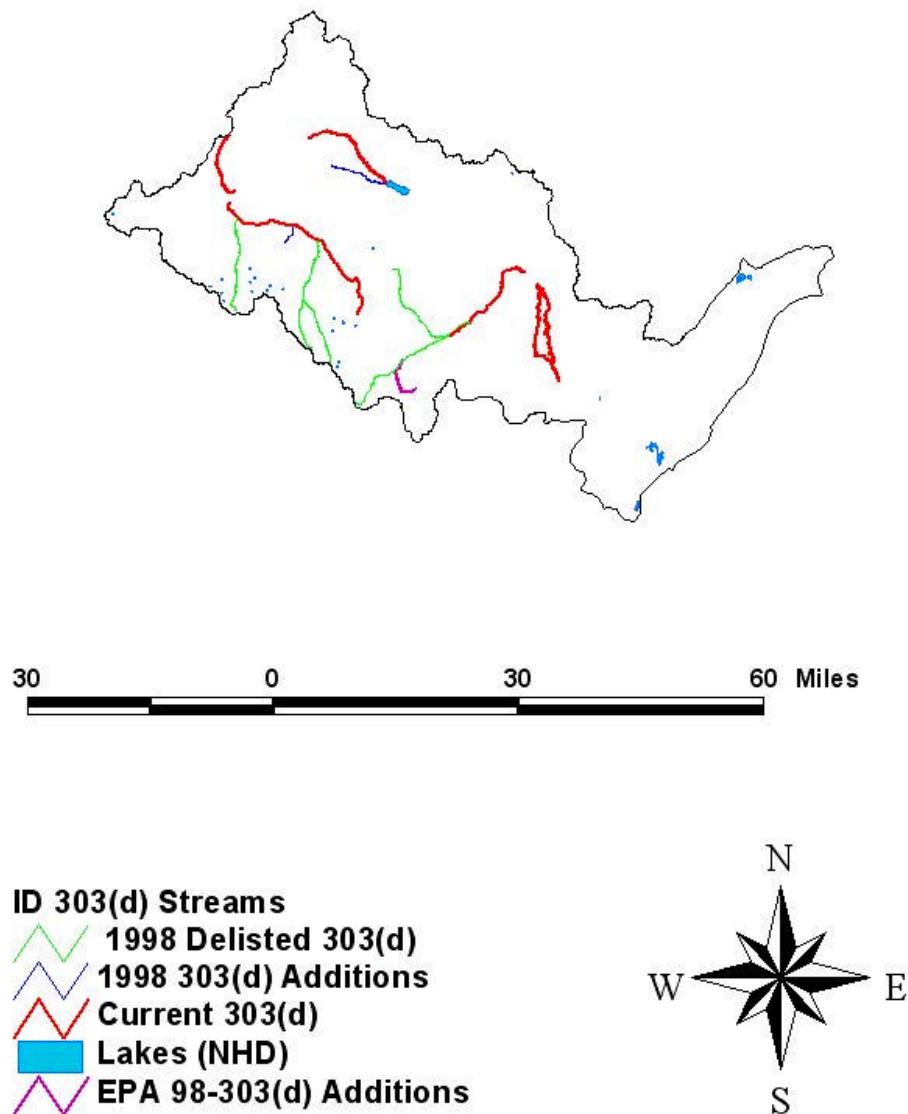 30 0 30 60 Miles
N
W E
S
ID 303(d) Streams
1998 Delisted 303(d)
1998 303(d) Additions
Current 303(d)
Lakes (NHD)
EPA 98-303(d) Additions